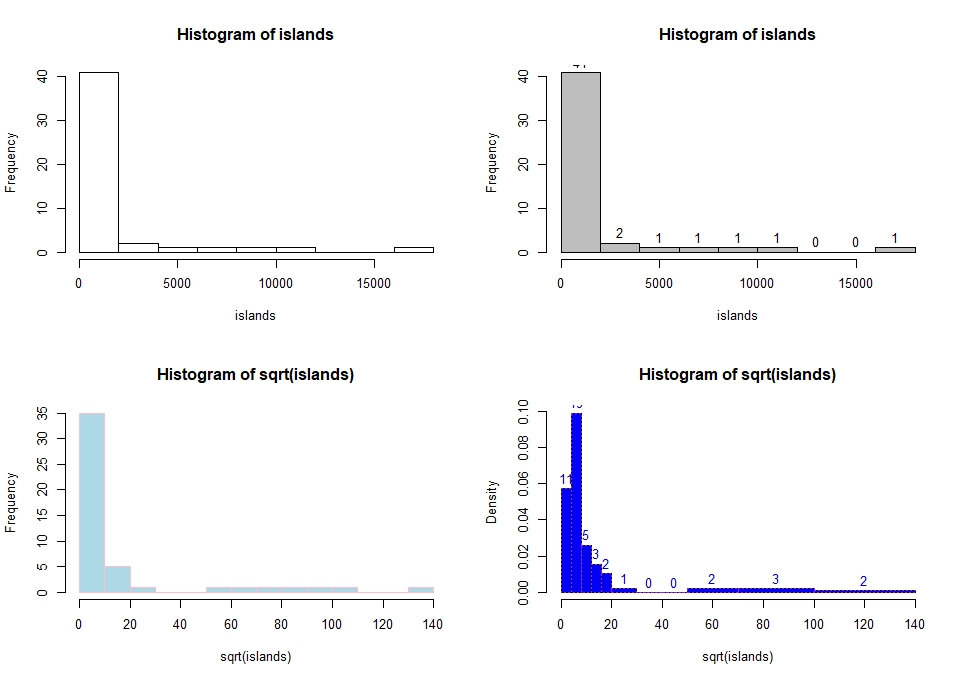 Histogram of islands
Frequency
40
30
20
10
0
0 5000 10000 15000
islands
Histogram of islands
Frequency
40
30
20
10
0
2 1 1 1 1 0 0 1
0 5000 10000 15000
islands
Histogram of sqrt(islands)
Frequency
35
30
25
20
15
10
5
0
0 20 40 60 80 100 120 140
sqrt(islands)
Histogram of sqrt(islands)
Density
0.10
0.08
0.06
0.04
0.02
0.00
11 5 3 2 1 0 0 2 3 2
0 20 40 60 80 100 120 140
sqrt(islands)